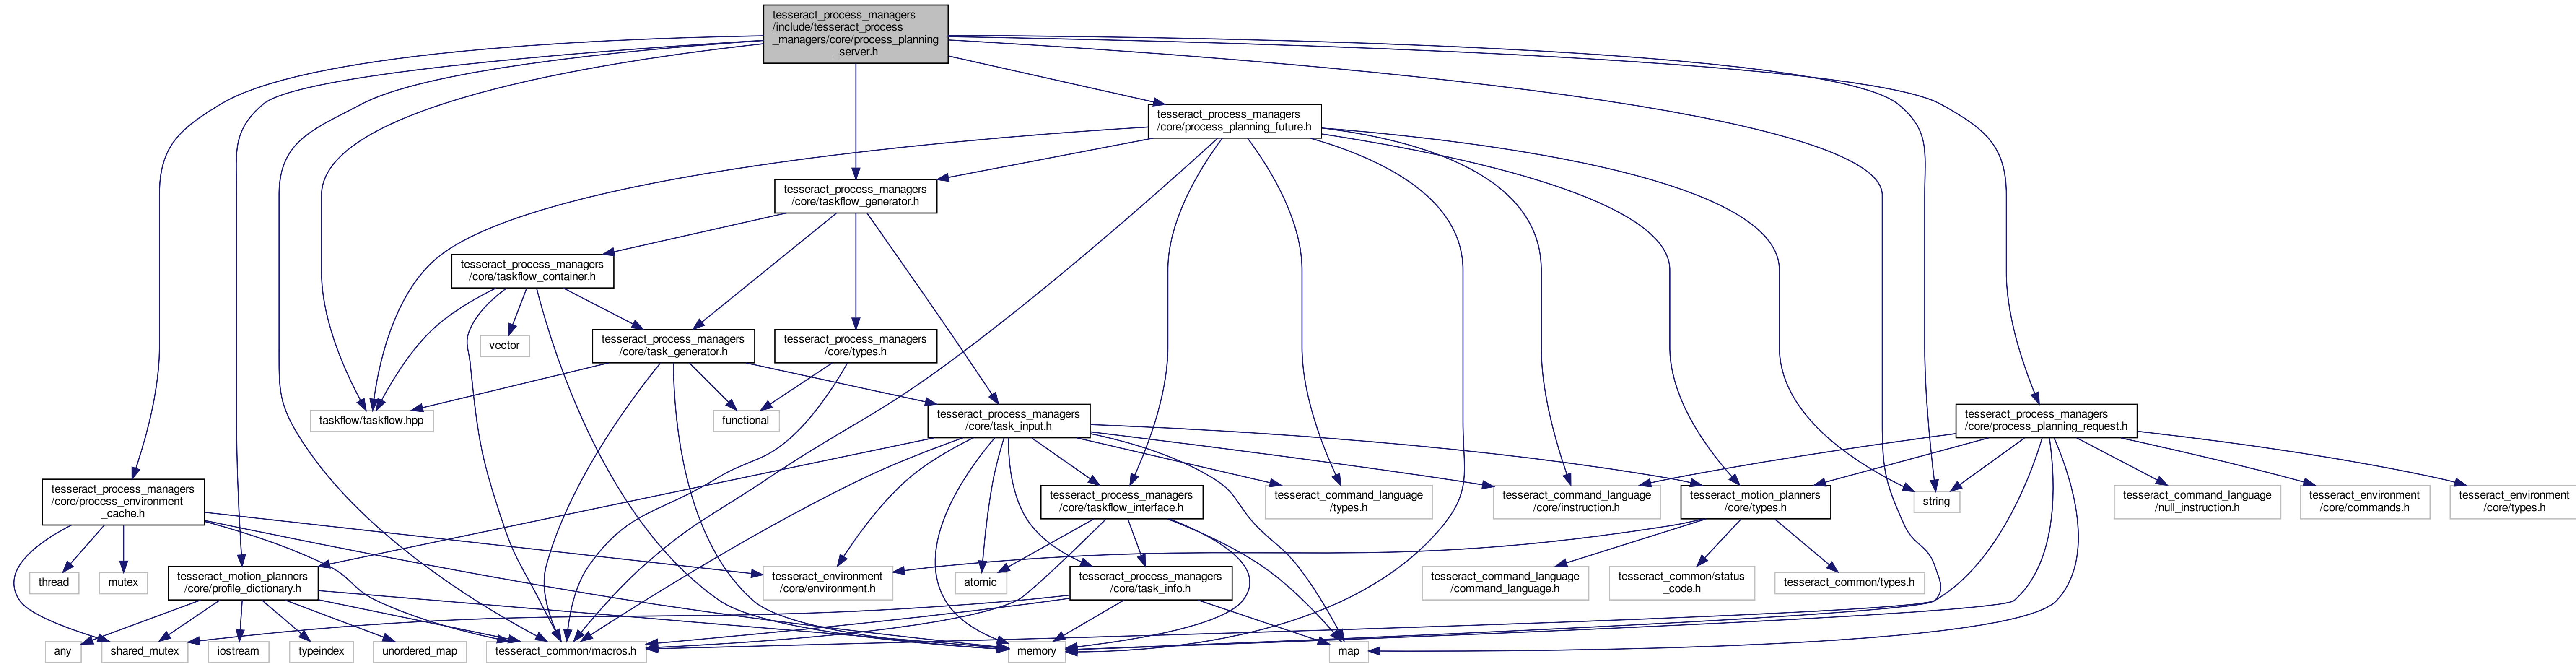 tesseract_process_managers
/include/tesseract_process
_managers/core/process_planning
_server.h
tesseract_process_managers
/core/process_planning_future.h
tesseract_process_managers
/core/taskflow_generator.h
tesseract_process_managers
/core/taskflow_container.h
vector
tesseract_process_managers
/core/task_generator.h
tesseract_process_managers
/core/types.h
taskflow/taskflow.hpp
functional
tesseract_process_managers
/core/task_input.h
tesseract_process_managers
/core/process_planning_request.h
tesseract_process_managers
/core/process_environment
_cache.h
tesseract_process_managers
/core/taskflow_interface.h
tesseract_command_language
/types.h
tesseract_command_language
/core/instruction.h
tesseract_motion_planners
/core/types.h
string
tesseract_command_language
/null_instruction.h
tesseract_environment
/core/commands.h
tesseract_environment
/core/types.h
thread
mutex
tesseract_motion_planners
/core/profile_dictionary.h
tesseract_environment
/core/environment.h
atomic
tesseract_process_managers
/core/task_info.h
tesseract_command_language
/command_language.h
tesseract_common/status
_code.h
tesseract_common/types.h
any
shared_mutex
iostream
typeindex
unordered_map
tesseract_common/macros.h
memory
map